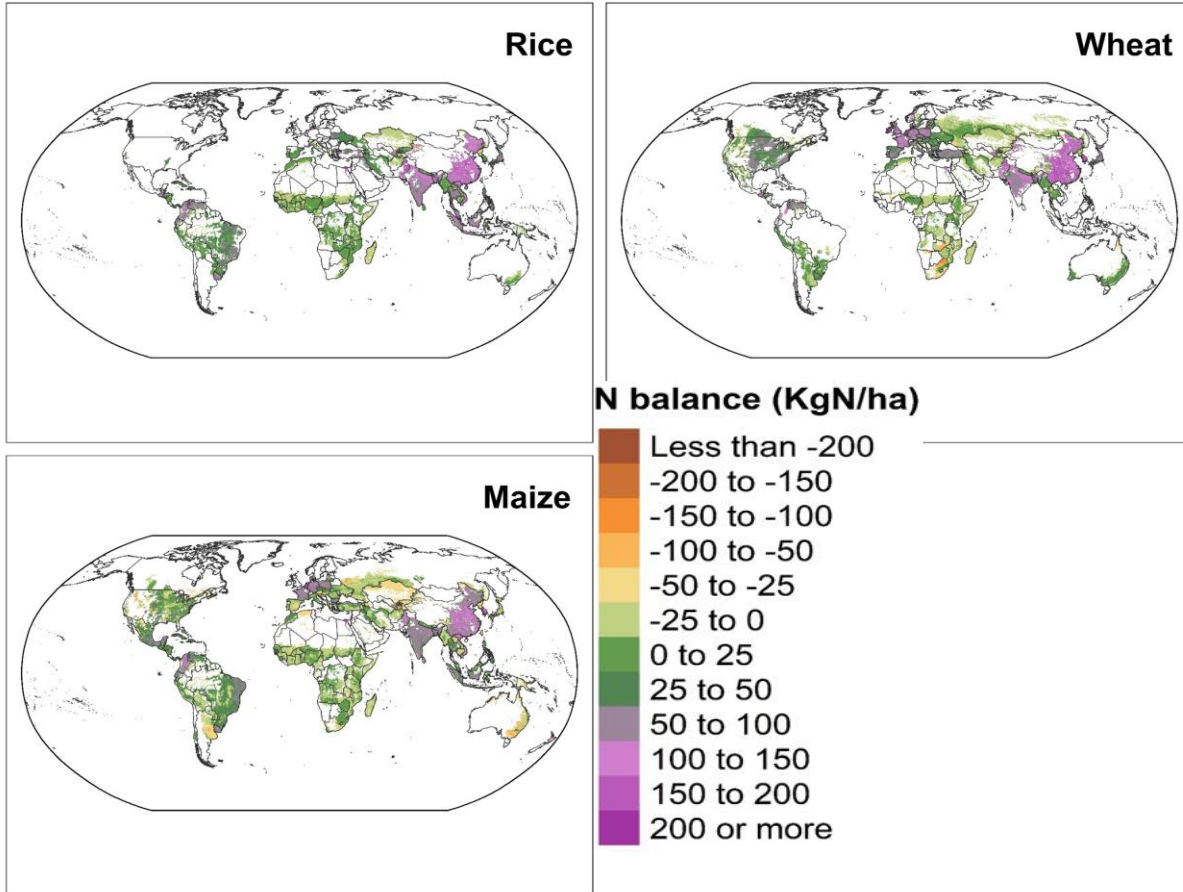 Rice
Wheat
N balance (KgN/ha)
Less than -200
-200 to -150
-150 to -100
-100 to -50
-50 to -25
-25 to 0
0 to 25
25 to 50
50 to 100
100 to 150
150 to 200
200 or more
Maize